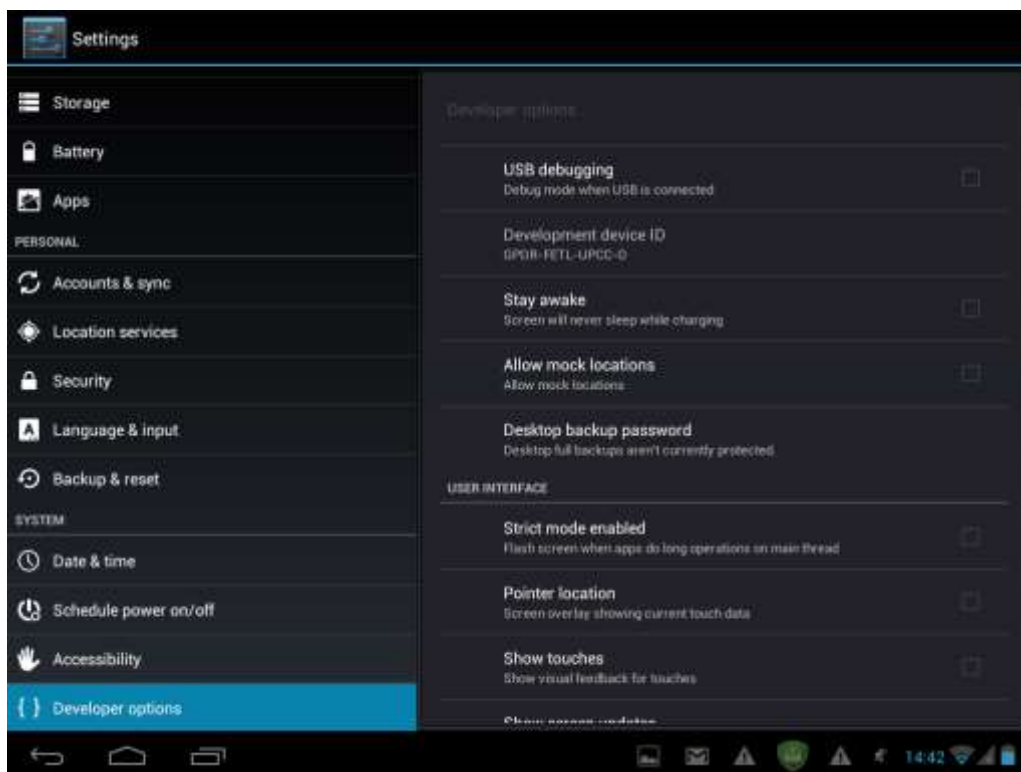 Settings
Storage
Battery
Apps
PERSONAL
Accounts & sync
Location services
Security
Language & input
Backup & reset
SYSTEM
Date & time
Schedule power on/off
Accessibility
{ } Developer options
Developer options
USB debugging
Debug mode when USB is connected
Development device ID
Stay awake
Screen will never sleep while charging
Allow mock locations
Allow mock locations
Desktop backup password
Desktop full backups aren't currently protected
USER INTERFACE
Strict mode enabled
Flash screen when apps do long operations on main thread
Pointer location
Screen overlay showing current touch data
Show touches
Show visual feedback for touches
Show screen updates
14:42